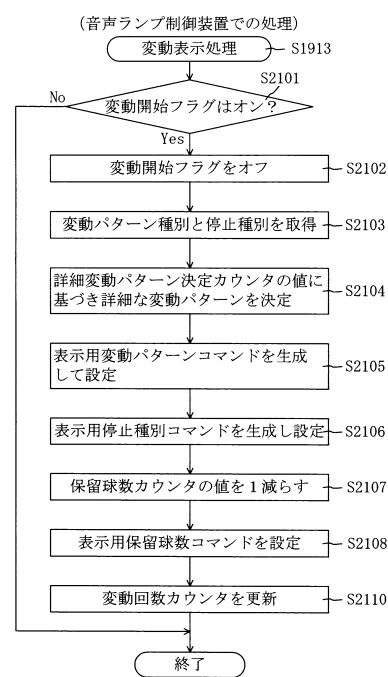 (音声ランプ制御装置での処理)
変動表示処理
S1913
S2101
変動開始フラグはオン?
No
Yes
変動開始フラグをオフ
S2102
変動パターン種別と停止種別を取得
S2103
詳細変動パターン決定カウンタの値に
基づき詳細な変動パターンを決定
S2104
表示用変動パターンコマンドを生成
して設定
S2105
表示用停止種別コマンドを生成し設定
S2106
保留球数カウンタの値を1減らす
S2107
表示用保留球数コマンドを設定
S2108
変動回数カウンタを更新
S2110
終了